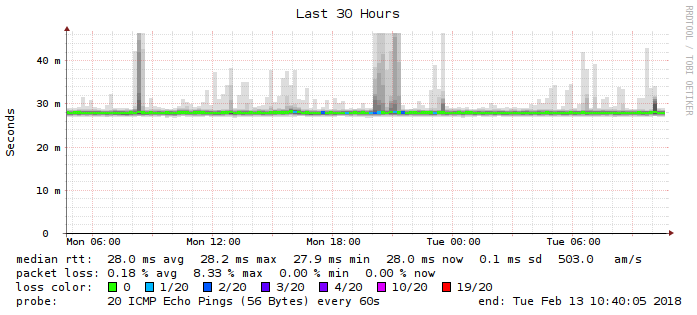 Last 30 Hours
RRDTOOL / TOBI OETIKER
Seconds
40 m
30 m
20 m
10 m
0
Mon 06:00 Mon 12:00 Mon 18:00 Tue 00:00 Tue 06:00
median rtt: 28.0 ms avg 28.2 ms max 27.9 ms min 28.0 ms now 0.1 ms sd 503.0 am/s
packet loss: 0.18 % avg 8.33 % max 0.00 % min 0.00 % now
loss color: 0 1/20 2/20 3/20 4/20 10/20 19/20
probe: 20 ICMP Echo Pings (56 Bytes) every 60s end: Tue Feb 13 10:40:05 2018